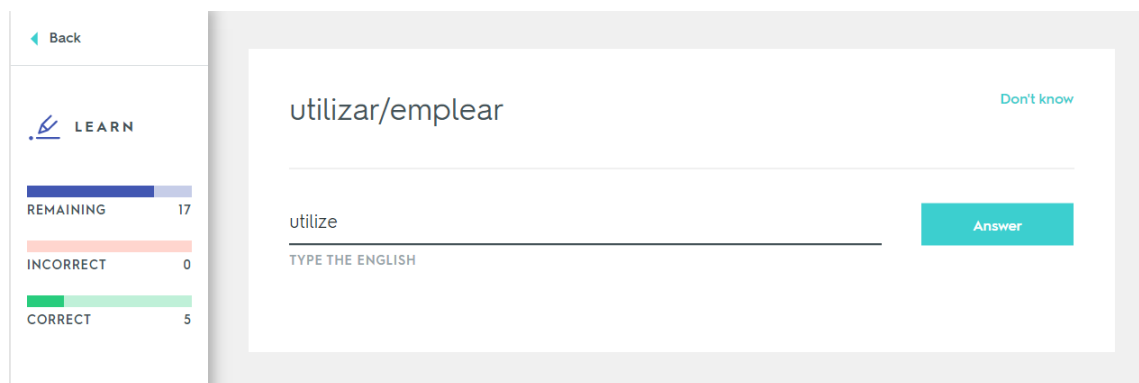 Back
LEARN
REMAINING 17
INCORRECT 0
CORRECT 5
utilizar/emplear
Don't know
utilize
Answer
TYPE THE ENGLISH